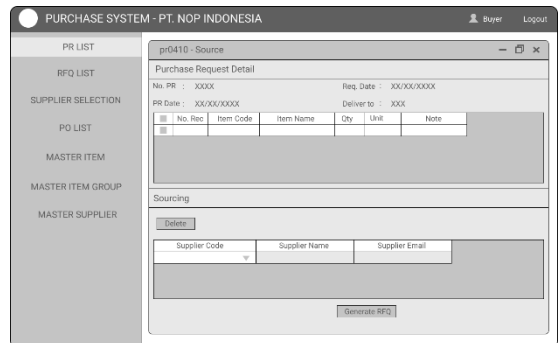 PURCHASE SYSTEM - PT. NOP INDONESIA
Buyer
Logout
PR LIST
RFQ LIST
SUPPLIER SELECTION
PO LIST
MASTER ITEM
MASTER ITEM GROUP
MASTER SUPPLIER
pr0410 - Source
Purchase Request Detail
No. PR : XXXX
Req. Date : XX/XX/XXXX
PR Date : XX/XX/XXXX
Deliver to : XXX
No. Rec Item Code Item Name Qty Unit Note
Sourcing
Delete
Supplier Code Supplier Name Supplier Email
Generate RFQ